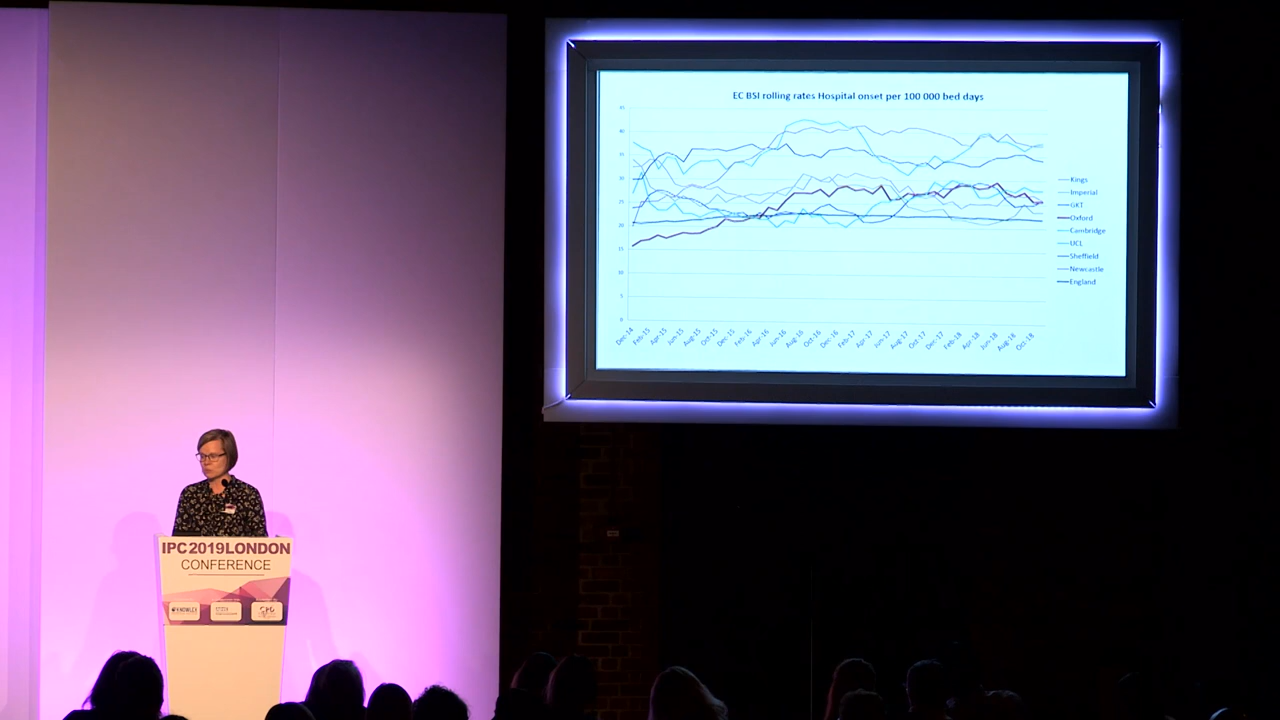 EC BSI rolling rates Hospital onset per 100 000 bed days
45
40
35
30
25
20
15
10
5
0
Dec-14
Feb-15
Apr-15
Jun-15
Aug-15
Oct-15
Dec-15
Feb-16
Apr-16
Jun-16
Aug-16
Oct-16
Dec-16
Feb-17
Apr-17
Jun-17
Aug-17
Oct-17
Dec-17
Feb-18
Apr-18
Jun-18
Aug-18
Oct-18
Kings
Imperial
GKT
Oxford
Cambridge
UCL
Sheffield
Newcastle
England
IPC 2019 LONDON
CONFERENCE
KNOWLEX